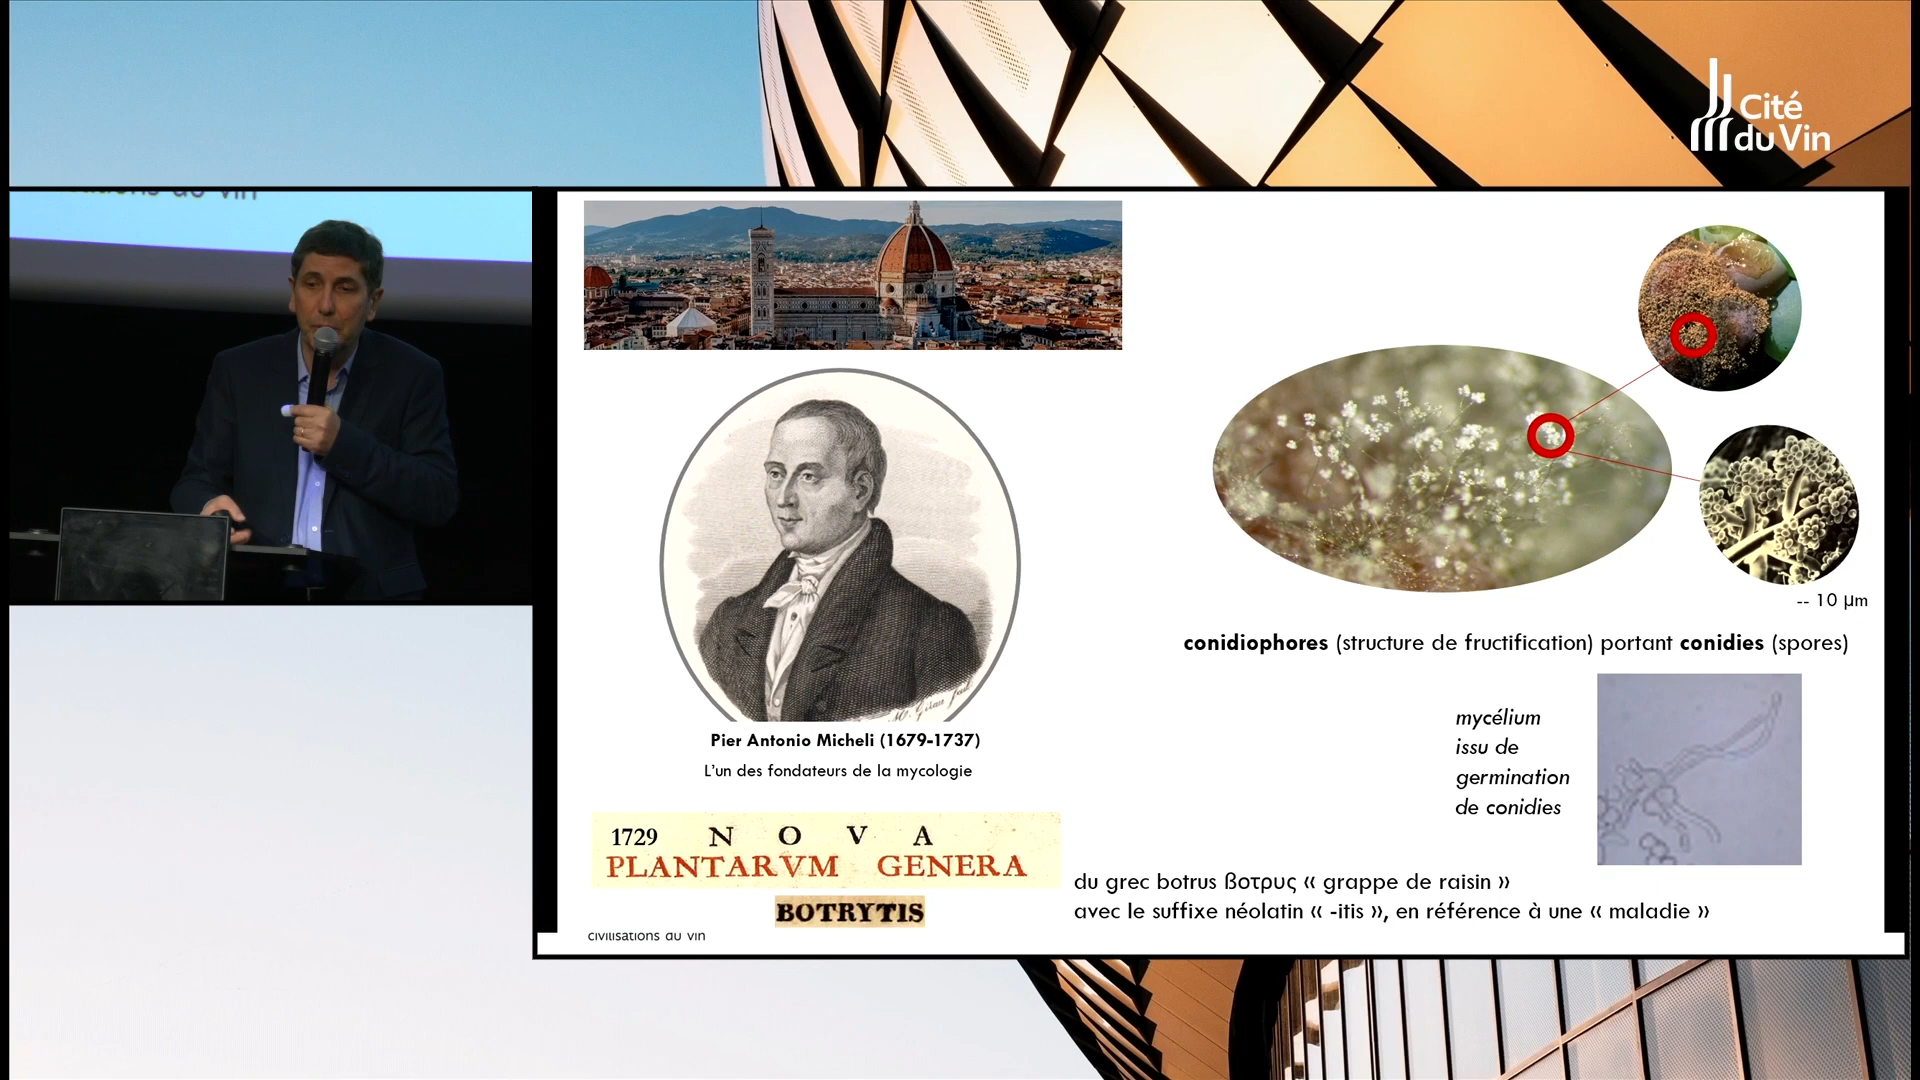 Cité
du Vin
Pier Antonio Micheli (1679-1737)
L'un des fondateurs de la mycologie
1729 N O V A
PLANTARVM GENERA
BOTRYTIS
civilisations du vin
-- 10 µm
conidiophores (structure de fructification) portant conidies (spores)
mycélium
issu de
germination
de conidies
du grec botrus βοτρυς « grappe de raisin »
avec le suffixe néolatin « -itis », en référence à une « maladie »